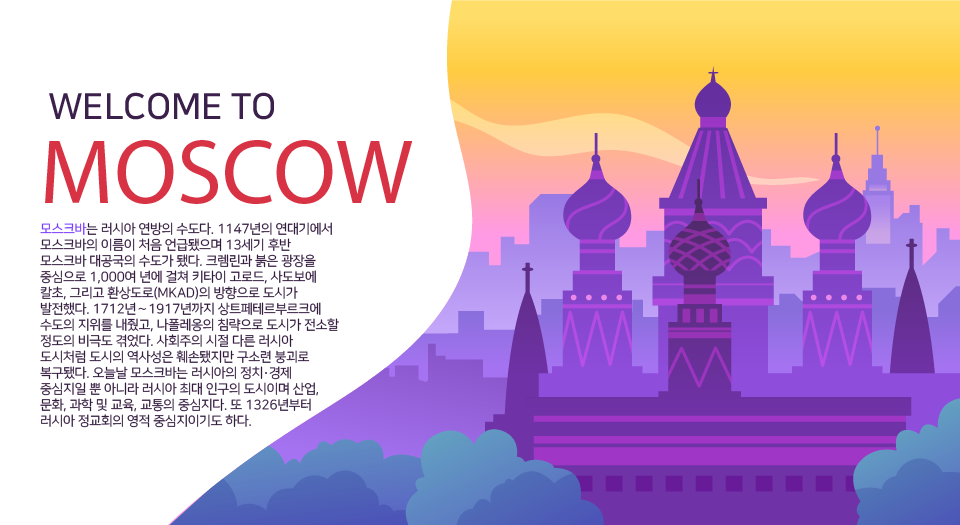 WELCOME TO
MOSCOW
모스크바는 러시아 연방의 수도다. 1147년의 연대기에서
모스크바의 이름이 처음 언급됐으며 13세기 후반
모스크바 대공국의 수도가 됐다. 크렘린과 붉은 광장을
중심으로 1,000여 년에 걸쳐 키타이 고로드, 사도보에
칼초, 그리고 환상도로(MKAD)의 방향으로 도시가
발전했다. 1712년~1917년까지 상트페테르부르크에
수도의 지위를 내줬고, 나폴레옹의 침략으로 도시가 전소할
정도의 비극도 겪었다. 사회주의 시절 다른 러시아
도시처럼 도시의 역사성은 훼손됐지만 구소련 붕괴로
복구됐다. 오늘날 모스크바는 러시아의 정치·경제
중심지일 뿐 아니라 러시아 최대 인구의 도시이며 산업,
문화, 과학 및 교육, 교통의 중심지다. 또 1326년부터
러시아 정교회의 영적 중심지이기도 하다.